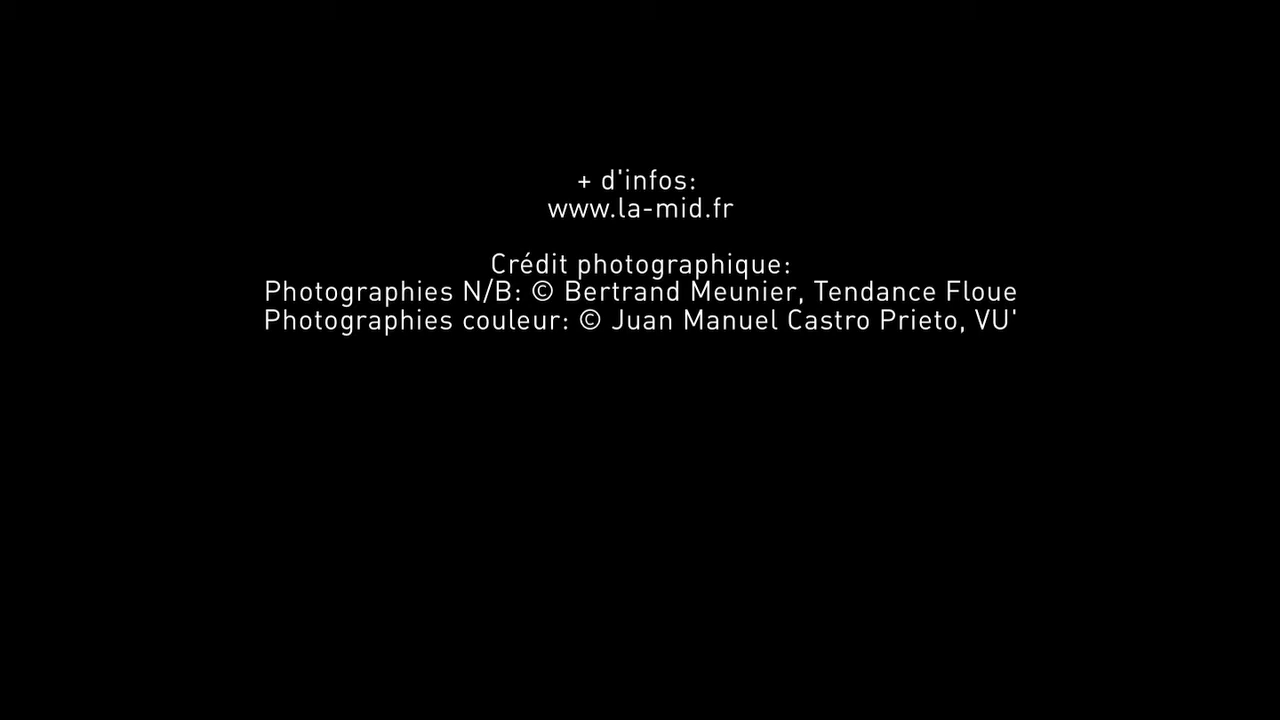 + d'infos:
www.la-mid.fr
Crédit photographique:
Photographies N/B: © Bertrand Meunier, Tendance Floue
Photographies couleur: © Juan Manuel Castro Prieto, VU'